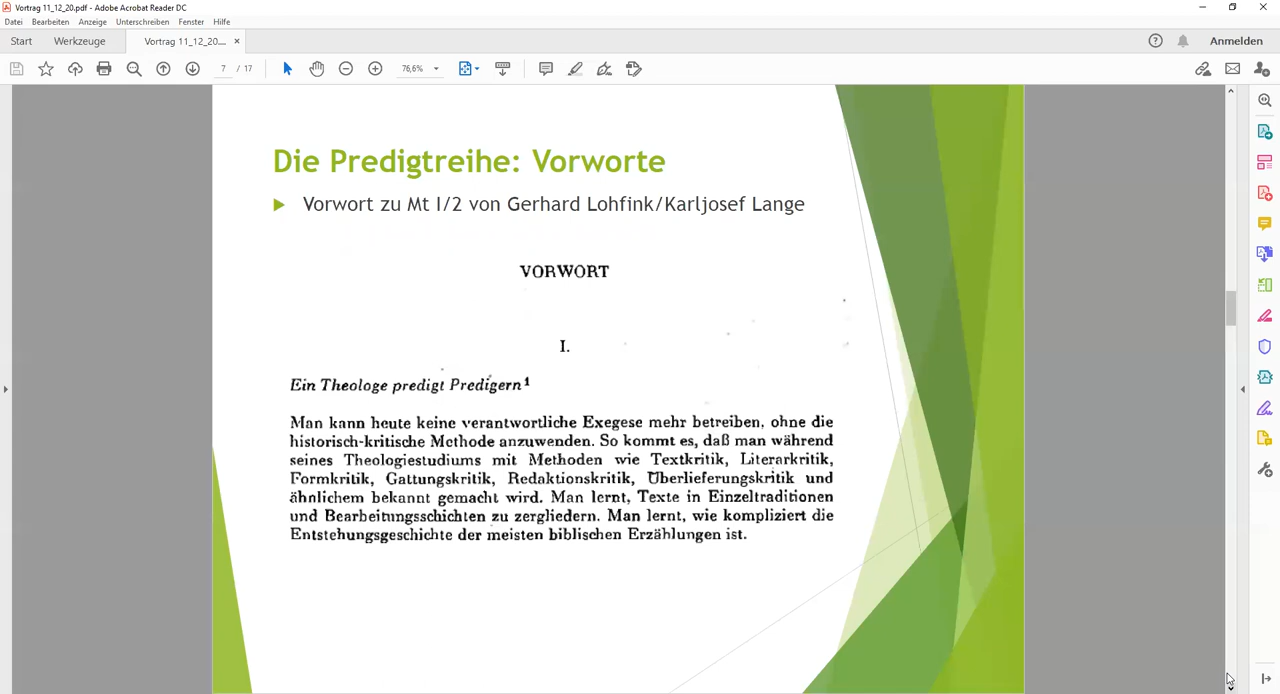 Vortrag 11_12_20.pdf - Adobe Acrobat Reader DC
Datei Bearbeiten Anzeige Unterschreiben Fenster Hilfe
Start Werkzeuge Vortrag 11_12_20.... × Anmelden
7 / 17 76,6%
Die Predigtreihe: Vorworte
Vorwort zu Mt I/2 von Gerhard Lohfink/Karljosef Lange
VORWORT
I.
Ein Theologe predigt Predigern¹
Man kann heute keine verantwortliche Exegese mehr betreiben, ohne die
historisch-kritische Methode anzuwenden. So kommt es, daß man während
seines Theologiestudiums mit Methoden wie Textkritik, Literarkritik,
Formkritik, Gattungskritik, Redaktionskritik, Überlieferungskritik und
ähnlichem bekannt gemacht wird. Man lernt, Texte in Einzeltraditionen
und Bearbeitungsschichten zu zergliedern. Man lernt, wie kompliziert die
Entstehungsgeschichte der meisten biblischen Erzählungen ist.